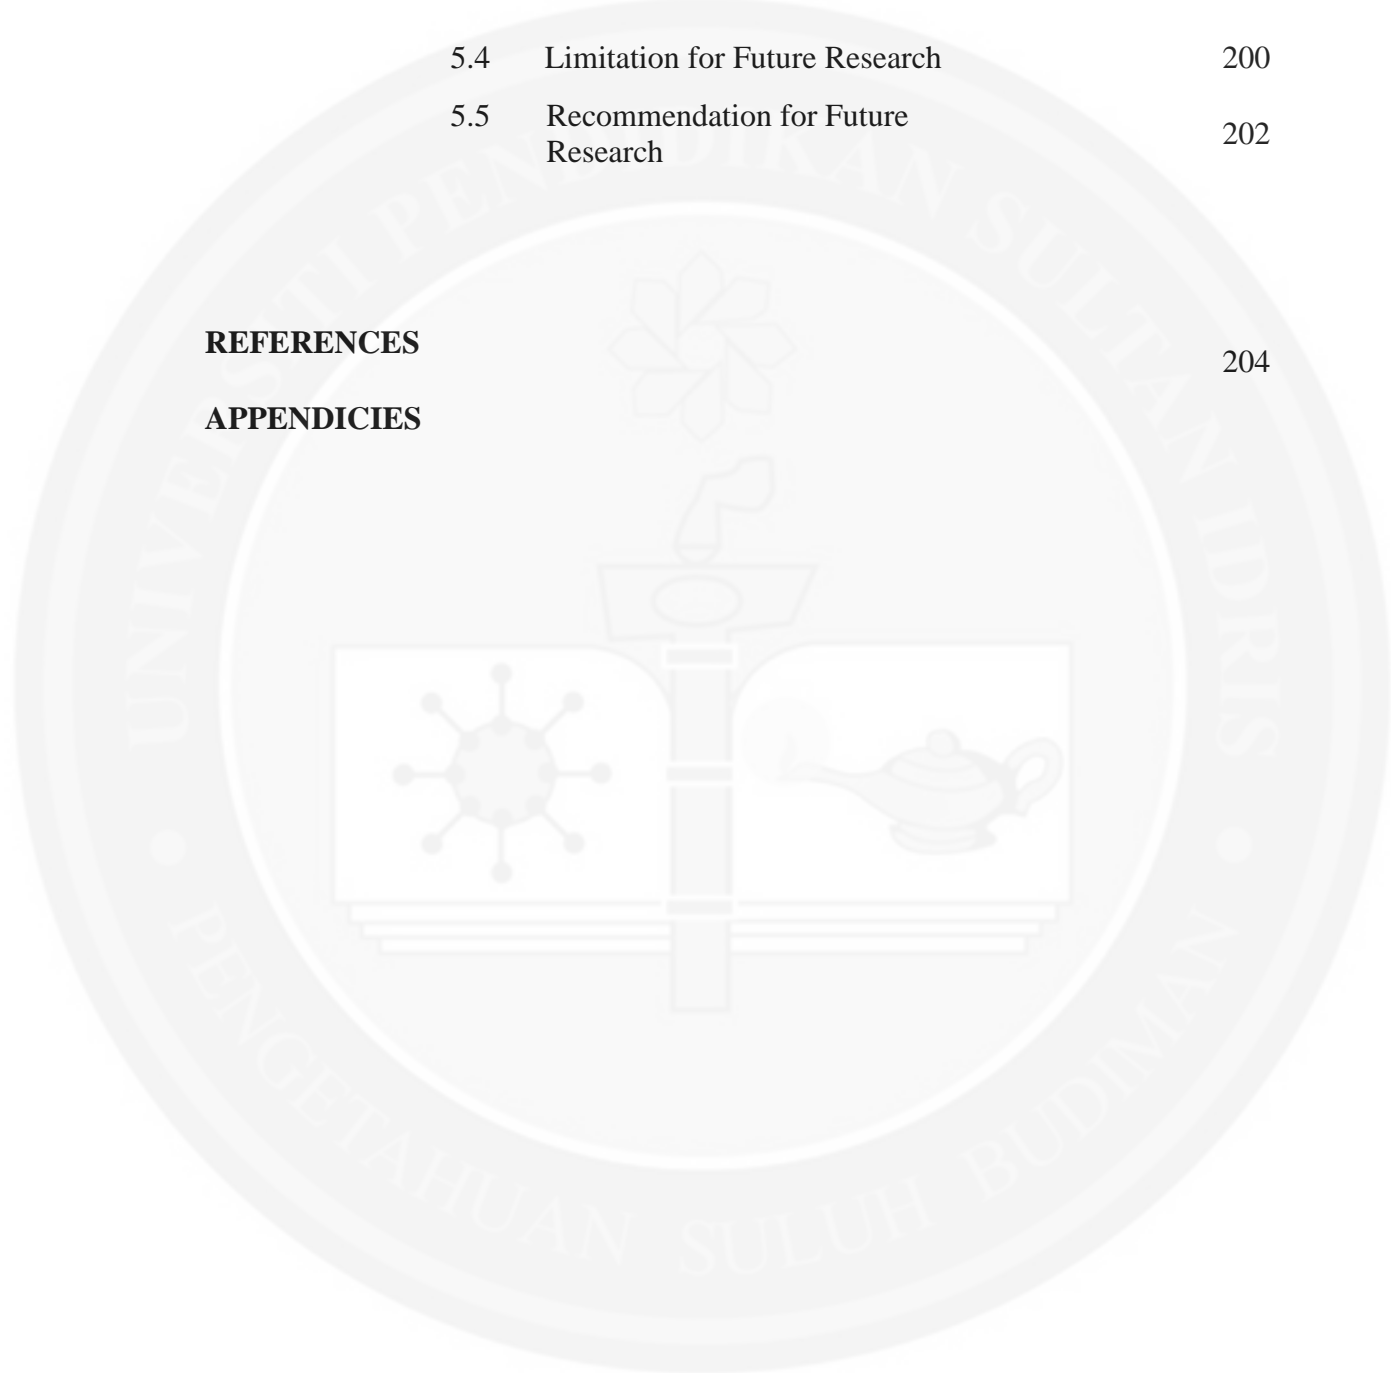 5.4 Limitation for Future Research 200
5.5 Recommendation for Future
Research 202
REFERENCES 204
APPENDICIES
UNIVERSITI PENDIDIKAN SULTAN IDRIS
PENGETAHUAN SULUH BUDIMAN